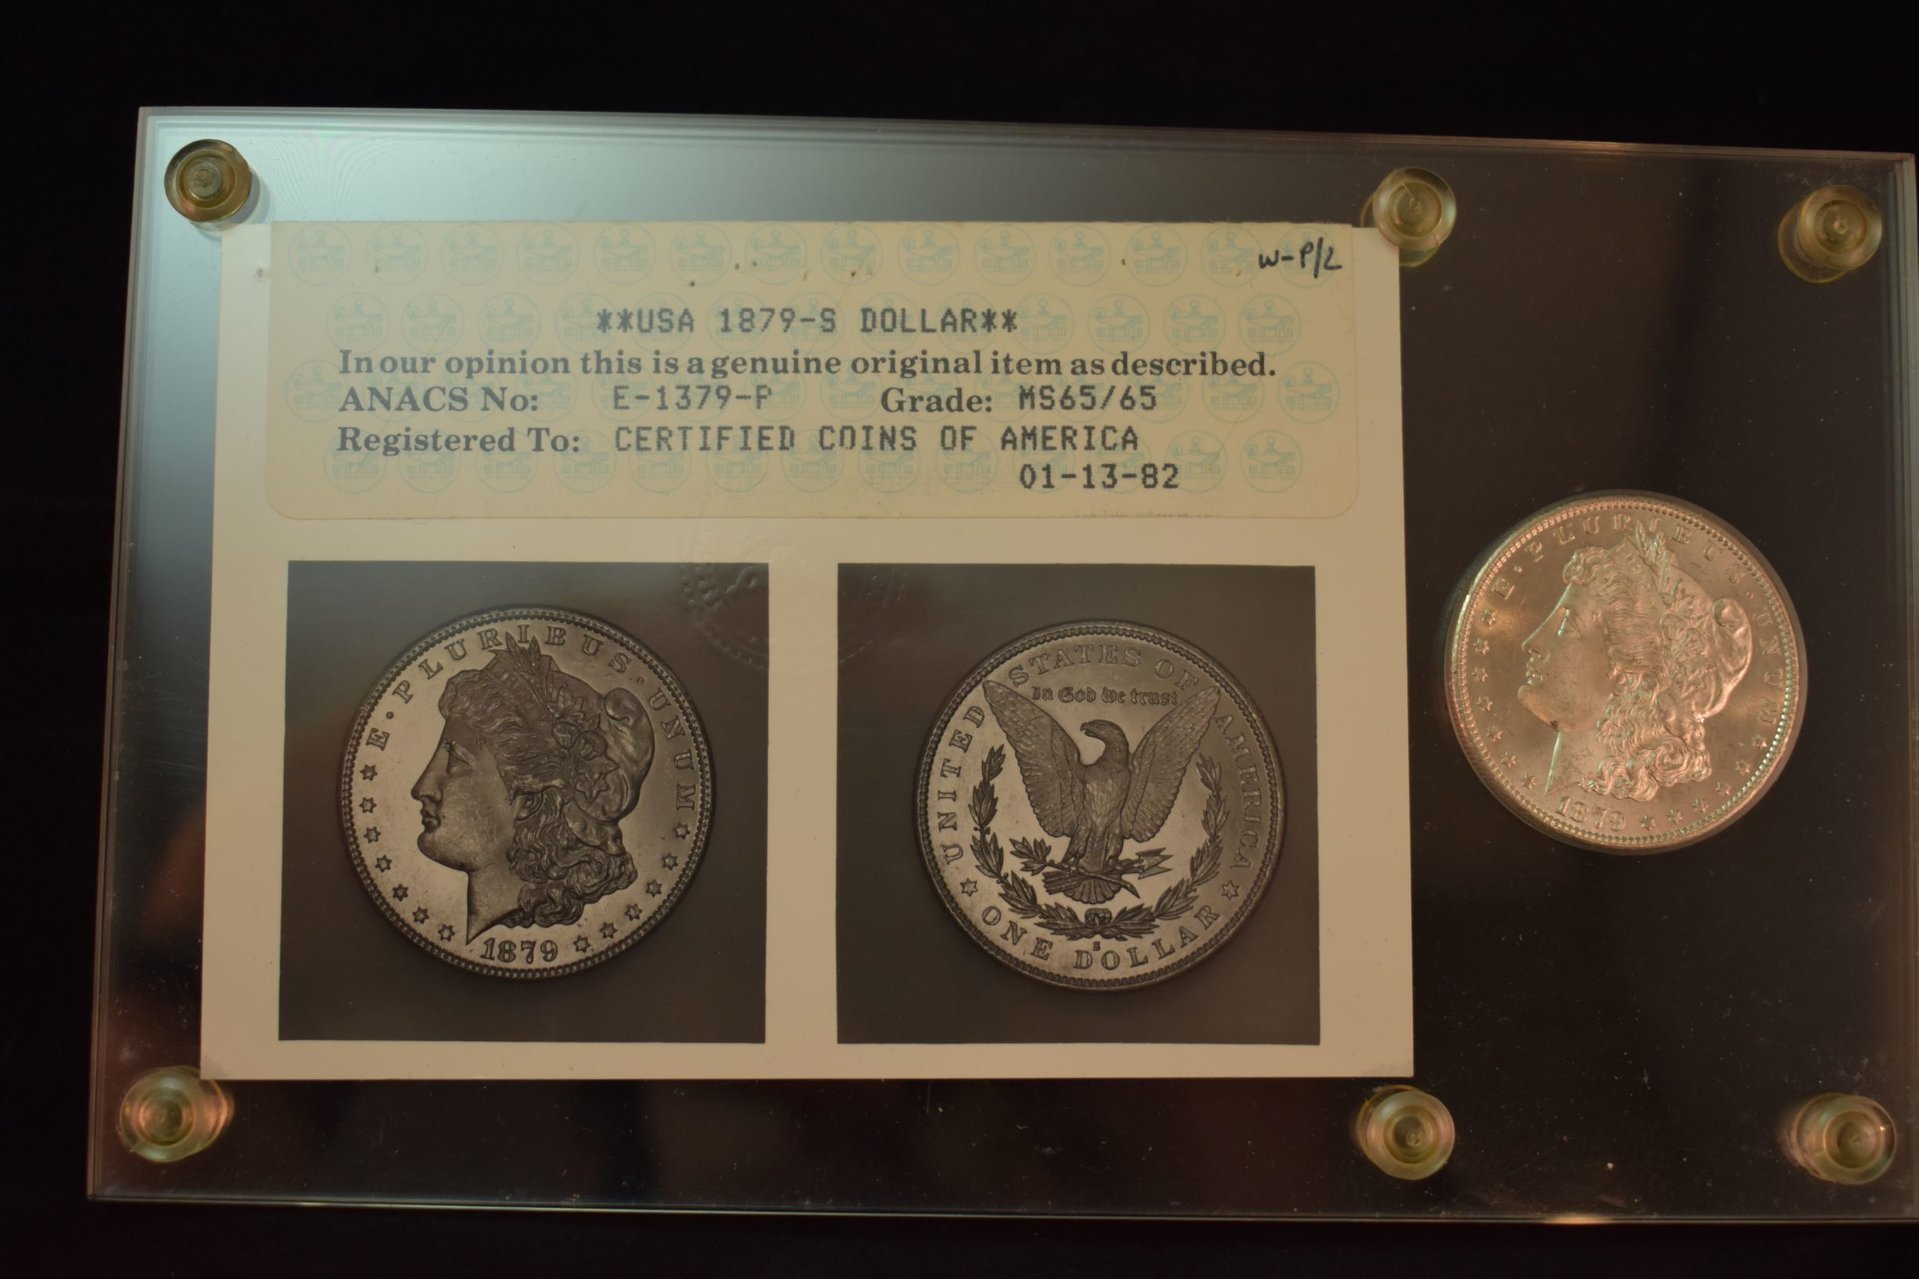 w-P/L
**USA 1879-S DOLLAR**
In our opinion this is a genuine original item as described.
ANACS No: E-1379-P Grade: MS65/65
Registered To: CERTIFIED COINS OF AMERICA
01-13-82
E·PLURIBUS·UNUM
1879
UNITED STATES OF AMERICA
In God we trust
S
ONE DOLLAR
E·PLURIBUS·UNUM
1879